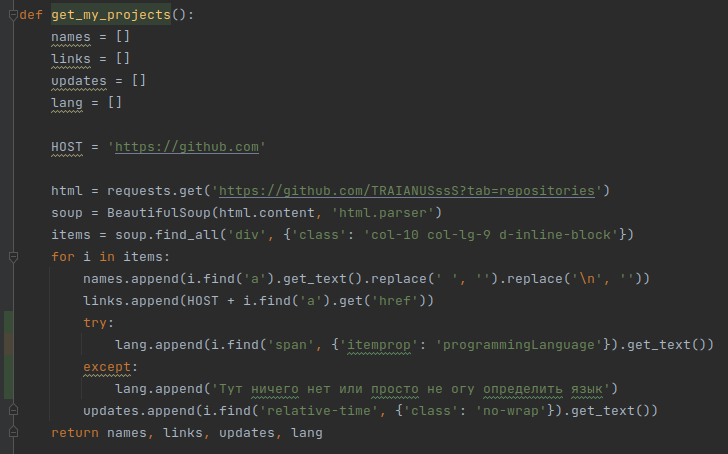 def get_my_projects():
    names = []
    links = []
    updates = []
    lang = []

    HOST = 'https://github.com'

    html = requests.get('https://github.com/TRAIANUSssS?tab=repositories')
    soup = BeautifulSoup(html.content, 'html.parser')
    items = soup.find_all('div', {'class': 'col-10 col-lg-9 d-inline-block'})
    for i in items:
        names.append(i.find('a').get_text().replace(' ', '').replace('\n', ''))
        links.append(HOST + i.find('a').get('href'))
        try:
            lang.append(i.find('span', {'itemprop': 'programmingLanguage'}).get_text())
        except:
            lang.append('Тут ничего нет или просто не огу определить язык')
        updates.append(i.find('relative-time', {'class': 'no-wrap'}).get_text())
    return names, links, updates, lang